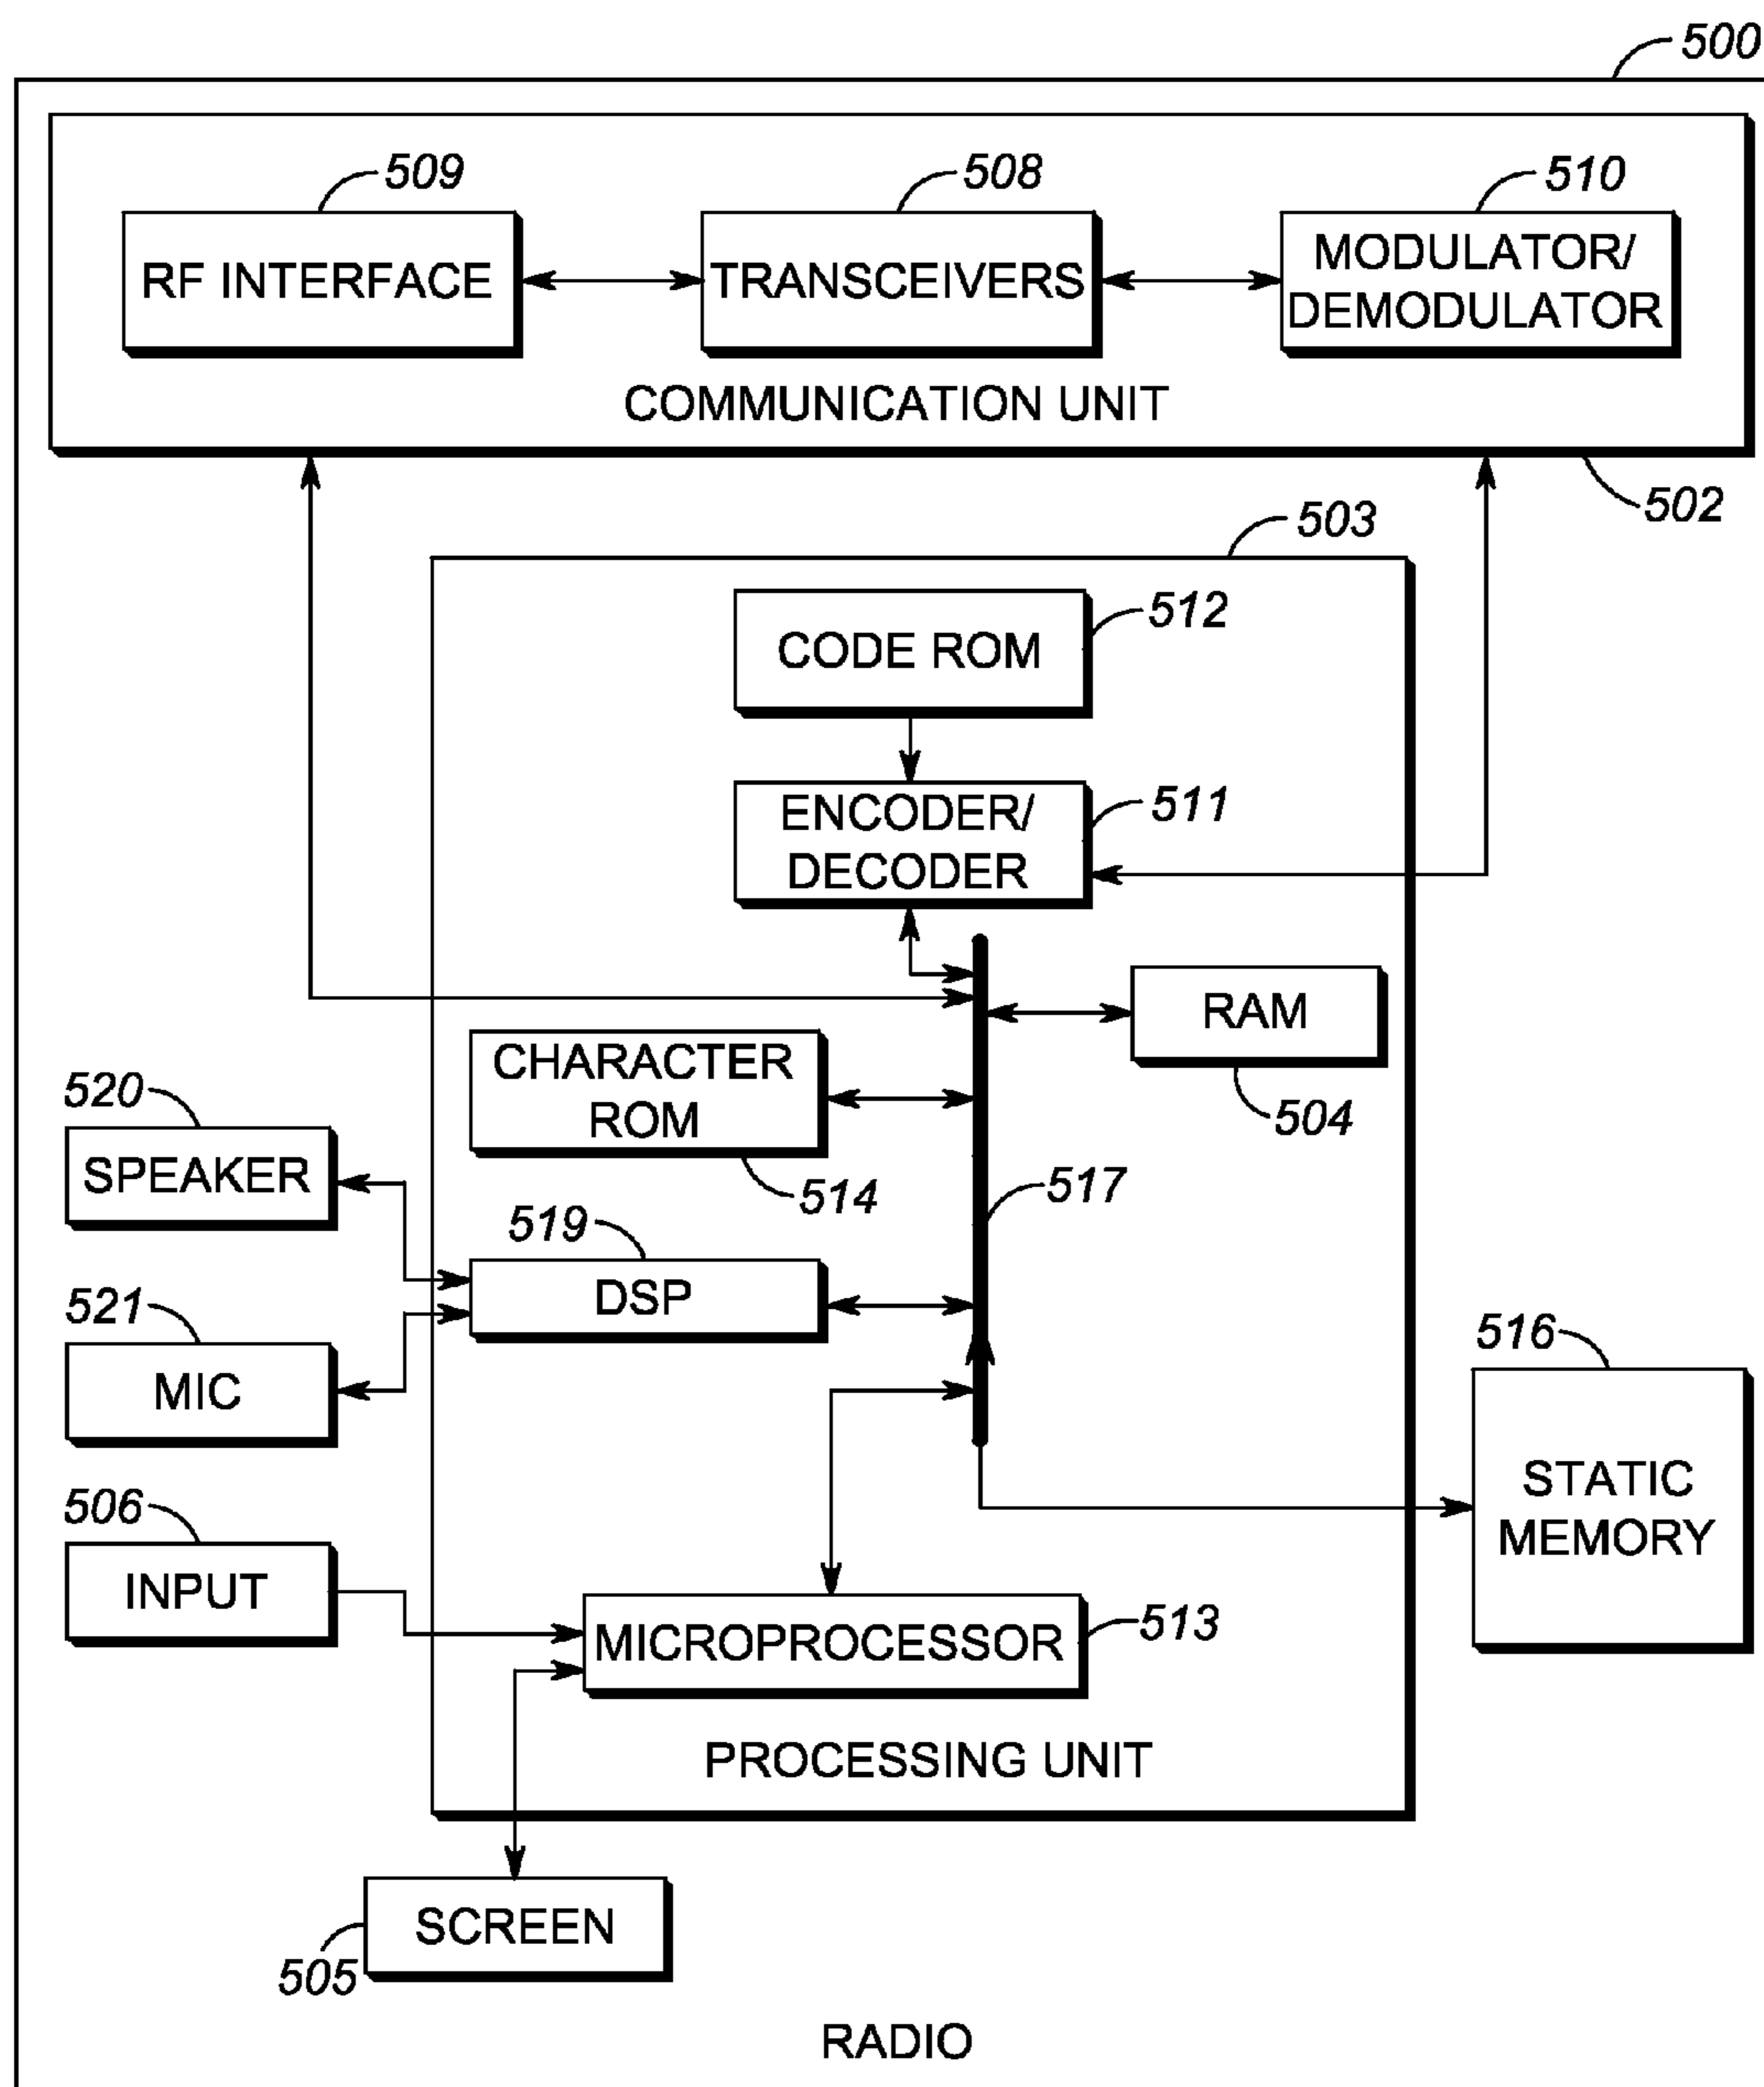 500
509
508
510
RF INTERFACE
TRANSCEIVERS
MODULATOR/
DEMODULATOR
COMMUNICATION UNIT
502
503
512
CODE ROM
511
ENCODER/
DECODER
RAM
504
CHARACTER
ROM
514
517
520
SPEAKER
519
DSP
521
MIC
516
STATIC
MEMORY
506
INPUT
513
MICROPROCESSOR
PROCESSING UNIT
SCREEN
505
RADIO